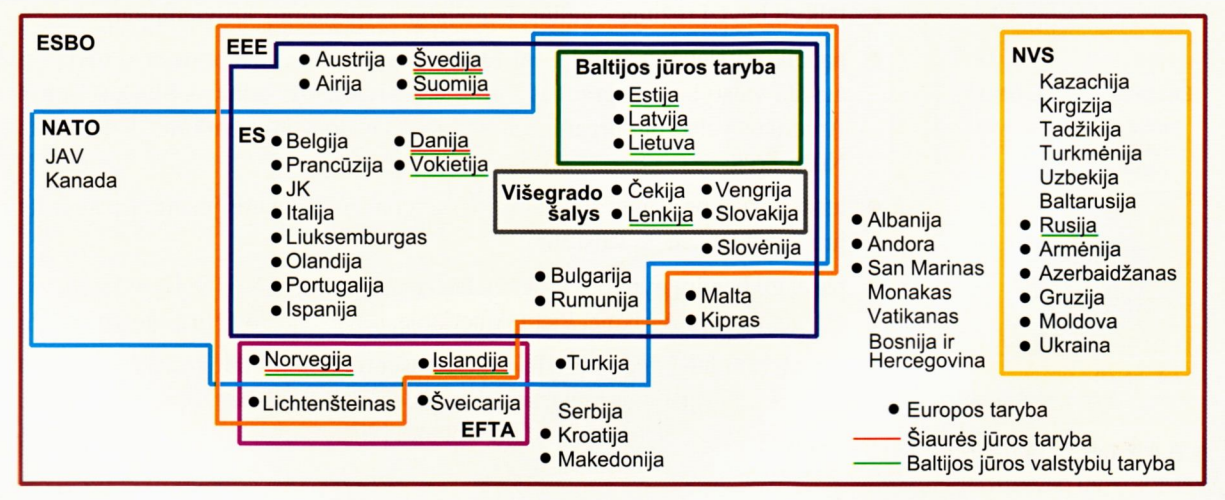 ESBO
EEE
Austrija
Švedija
Airija
Suomija
Baltijos jūros taryba
Estija
Latvija
Lietuva
NVS
Kazachija
Kirgizija
Tadžikija
Turkmėnija
Uzbekija
Baltarusija
Rusija
Armėnija
Azerbaidžanas
Gruzija
Moldova
Ukraina
NATO
JAV
Kanada
ES
Belgija
Danija
Prancūzija
Vokietija
JK
Italija
Liuksemburgas
Olandija
Portugalija
Ispanija
Višegrado
šalys
Čekija
Vengrija
Lenkija
Slovakija
Slovėnija
Bulgarija
Rumunija
Malta
Kipras
Albanija
Andora
San Marinas
Monakas
Vatikanas
Bosnija ir
Hercegovina
Norvegija
Islandija
Turkija
Lichtenšteinas
Šveicarija
EFTA
Serbija
Kroatija
Makedonija
Europos taryba
Šiaurės jūros taryba
Baltijos jūros valstybių taryba